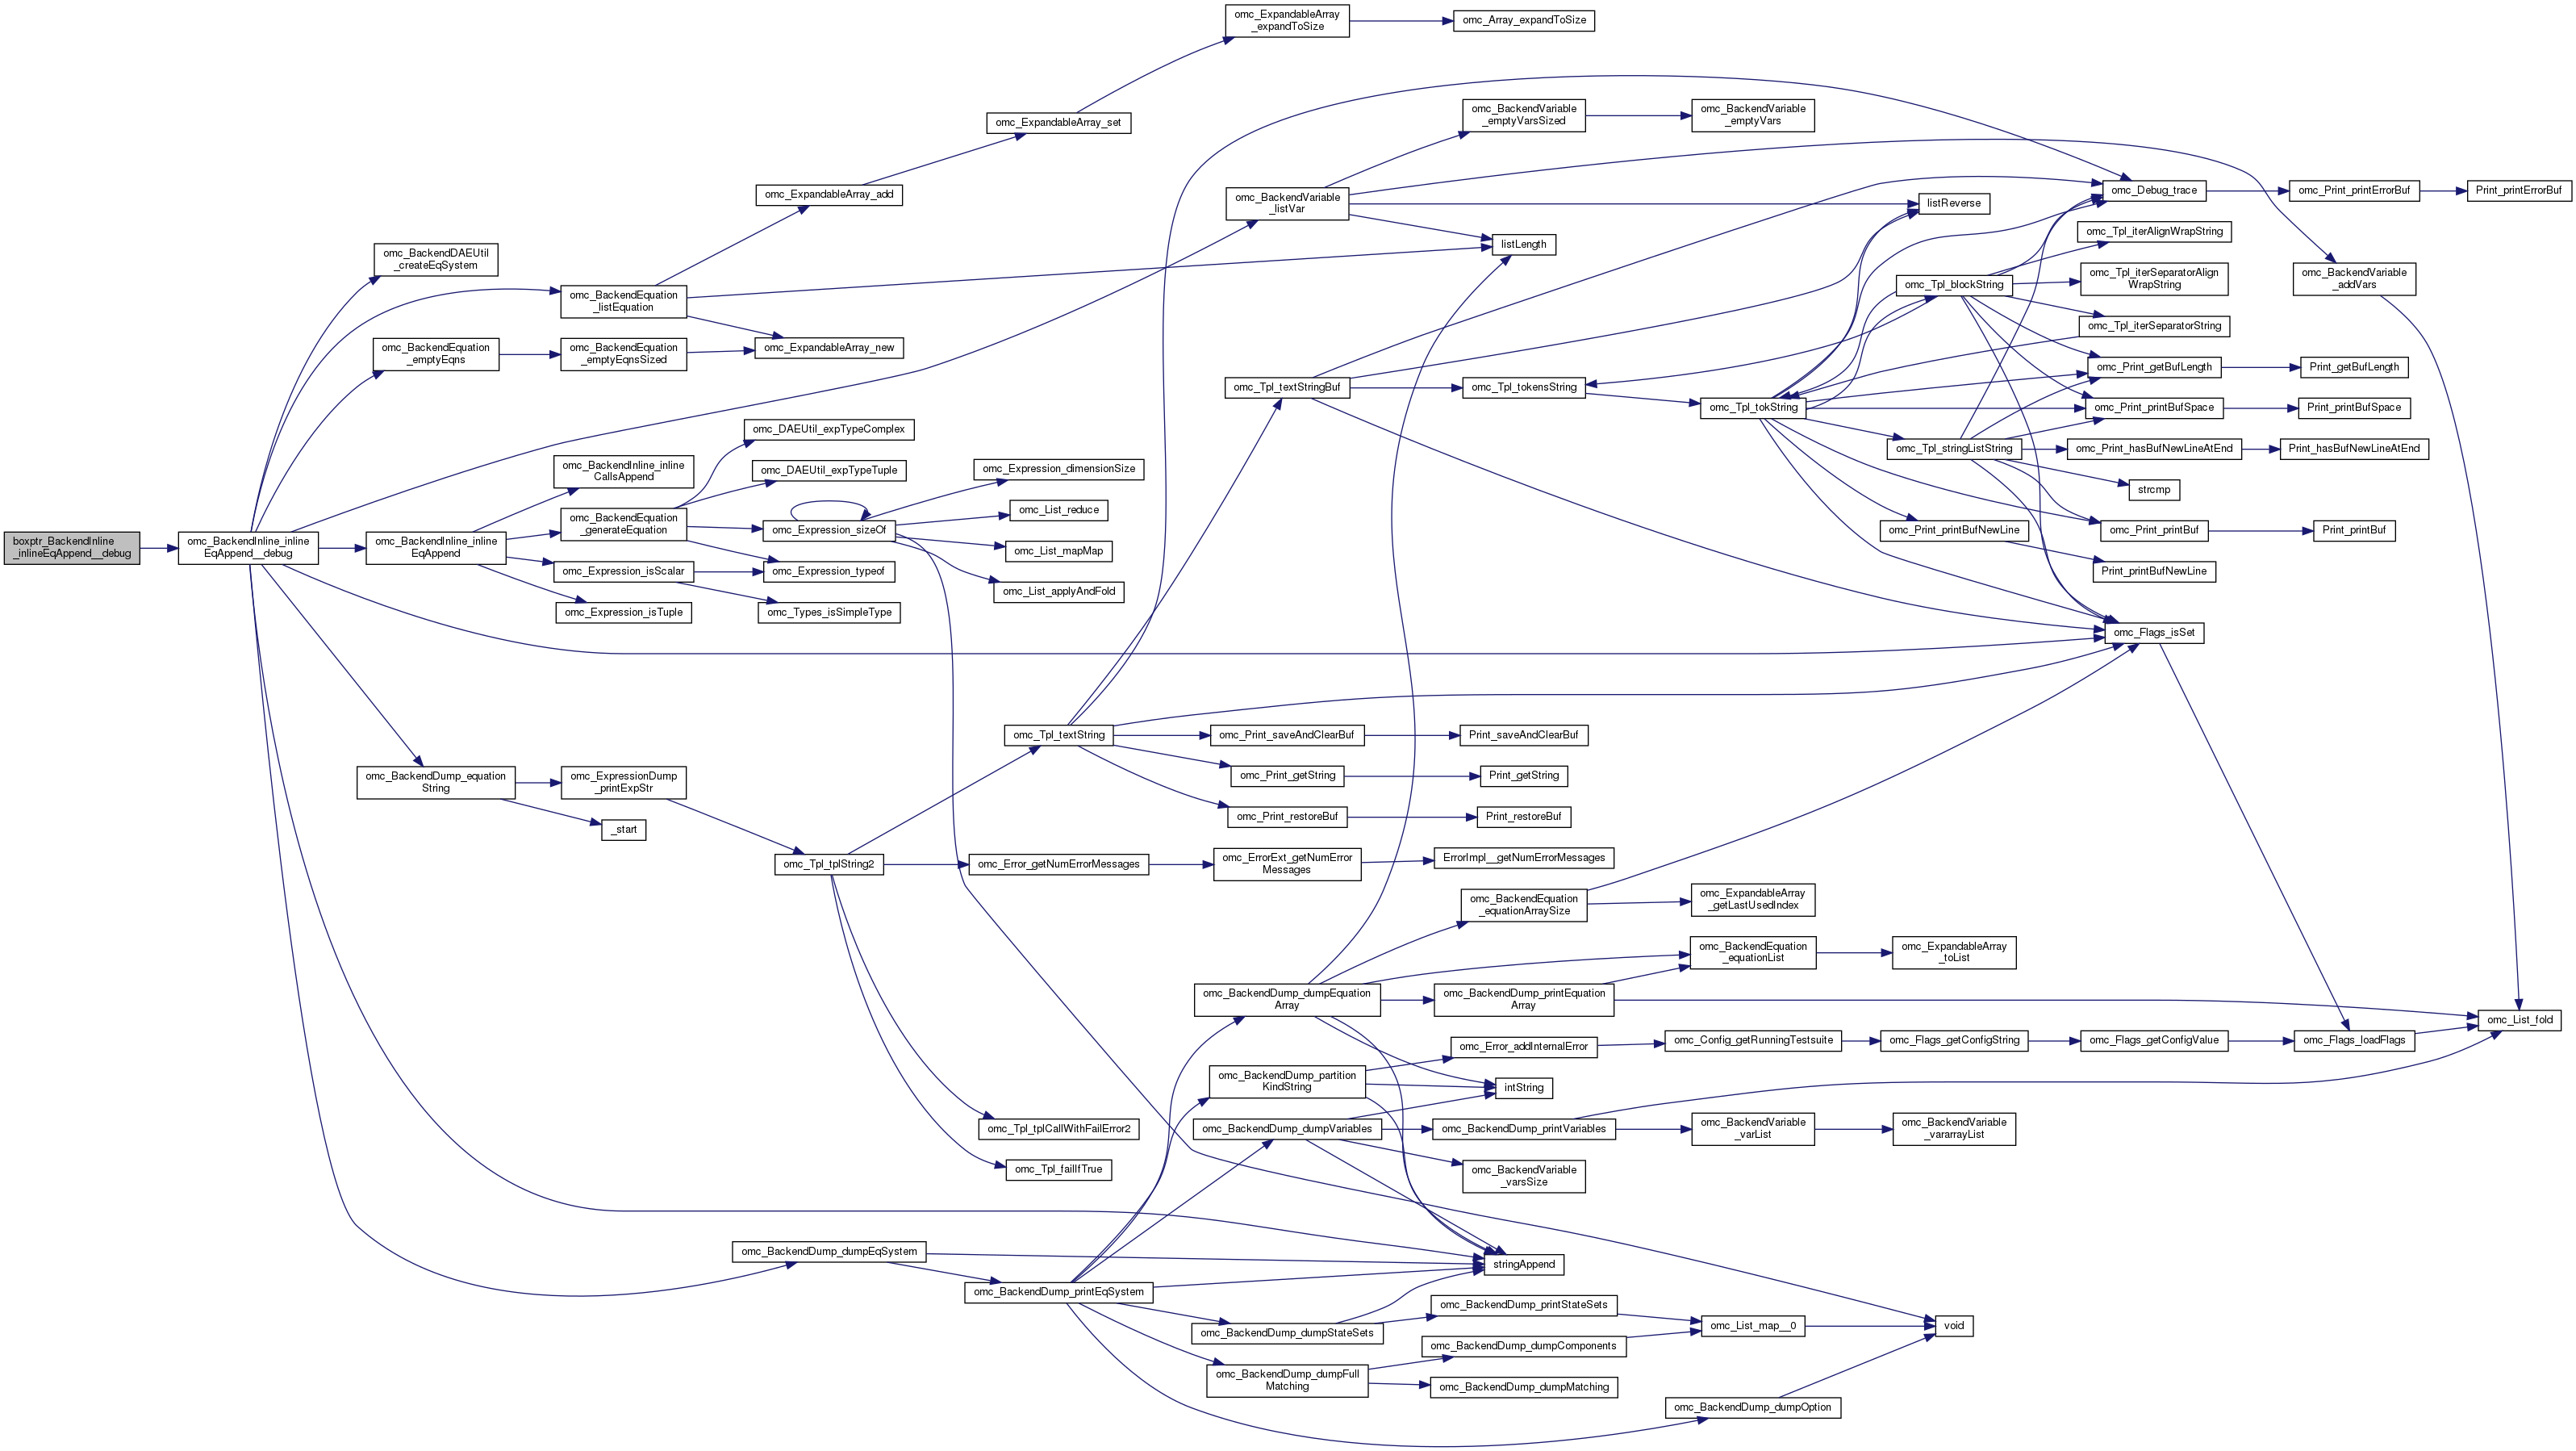 boxptr_BackendInline
_inlineEqAppend__debug
omc_BackendInline_inline
EqAppend__debug
omc_BackendDAEUtil
_createEqSystem
omc_BackendEquation
_listEquation
omc_BackendEquation
_emptyEqns
omc_BackendEquation
_emptyEqnsSized
omc_BackendInline_inline
EqAppend
omc_BackendInline_inline
CallsAppend
omc_BackendEquation
_generateEquation
omc_Expression_isScalar
omc_Expression_isTuple
omc_BackendDump_equation
String
omc_ExpressionDump
_printExpStr
_start
omc_ExpandableArray_add
omc_ExpandableArray_new
omc_DAEUtil_expTypeComplex
omc_DAEUtil_expTypeTuple
omc_Expression_sizeOf
omc_Expression_typeof
omc_Types_isSimpleType
omc_Tpl_tplString2
omc_BackendDump_dumpEqSystem
omc_ExpandableArray_set
omc_Expression_dimensionSize
omc_List_reduce
omc_List_mapMap
omc_List_applyAndFold
omc_Tpl_textString
omc_Error_getNumErrorMessages
omc_Tpl_tplCallWithFailError2
omc_Tpl_failIfTrue
omc_BackendDump_printEqSystem
omc_ExpandableArray
_expandToSize
omc_Array_expandToSize
omc_BackendVariable
_listVar
omc_BackendVariable
_emptyVarsSized
omc_BackendVariable
_emptyVars
listReverse
listLength
omc_Tpl_textStringBuf
omc_Tpl_tokensString
omc_Tpl_tokString
omc_Print_saveAndClearBuf
Print_saveAndClearBuf
omc_Print_getString
Print_getString
omc_Print_restoreBuf
Print_restoreBuf
omc_ErrorExt_getNumError
Messages
ErrorImpl__getNumErrorMessages
omc_BackendEquation
_equationArraySize
omc_ExpandableArray
_getLastUsedIndex
omc_BackendDump_dumpEquation
Array
omc_BackendDump_printEquation
Array
omc_BackendEquation
_equationList
omc_ExpandableArray
_toList
omc_BackendDump_partition
KindString
omc_Error_addInternalError
omc_Config_getRunningTestsuite
omc_Flags_getConfigString
omc_Flags_getConfigValue
omc_Flags_loadFlags
omc_List_fold
intString
omc_BackendDump_dumpVariables
omc_BackendDump_printVariables
omc_BackendVariable
_varList
omc_BackendVariable
_vararrayList
omc_BackendVariable
_varsSize
stringAppend
omc_BackendDump_dumpStateSets
omc_BackendDump_printStateSets
omc_List_map__0
void
omc_BackendDump_dumpFull
Matching
omc_BackendDump_dumpComponents
omc_BackendDump_dumpMatching
omc_BackendDump_dumpOption
omc_Debug_trace
omc_Print_printErrorBuf
Print_printErrorBuf
omc_Tpl_iterAlignWrapString
omc_Tpl_blockString
omc_Tpl_iterSeparatorAlign
WrapString
omc_Tpl_iterSeparatorString
omc_BackendVariable
_addVars
omc_Print_getBufLength
Print_getBufLength
omc_Print_printBufSpace
Print_printBufSpace
omc_Tpl_stringListString
omc_Print_hasBufNewLineAtEnd
Print_hasBufNewLineAtEnd
strcmp
omc_Print_printBufNewLine
omc_Print_printBuf
Print_printBuf
Print_printBufNewLine
omc_Flags_isSet